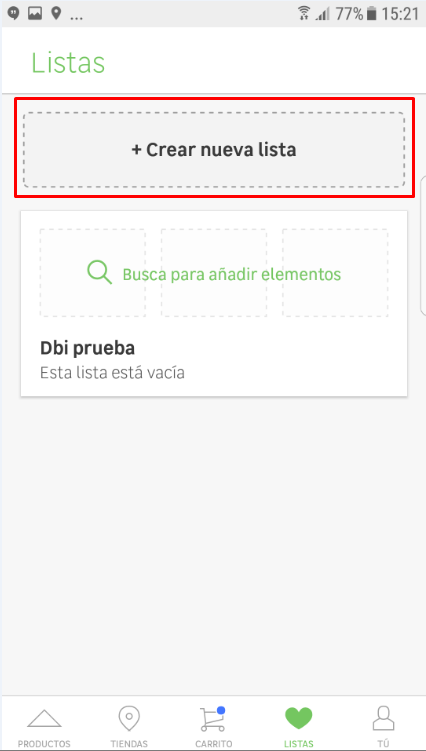 ... 77% 15:21
Listas
+ Crear nueva lista
Busca para añadir elementos
Dbi prueba
Esta lista está vacía
PRODUCTOS TIENDAS CARRITO LISTAS TÚ